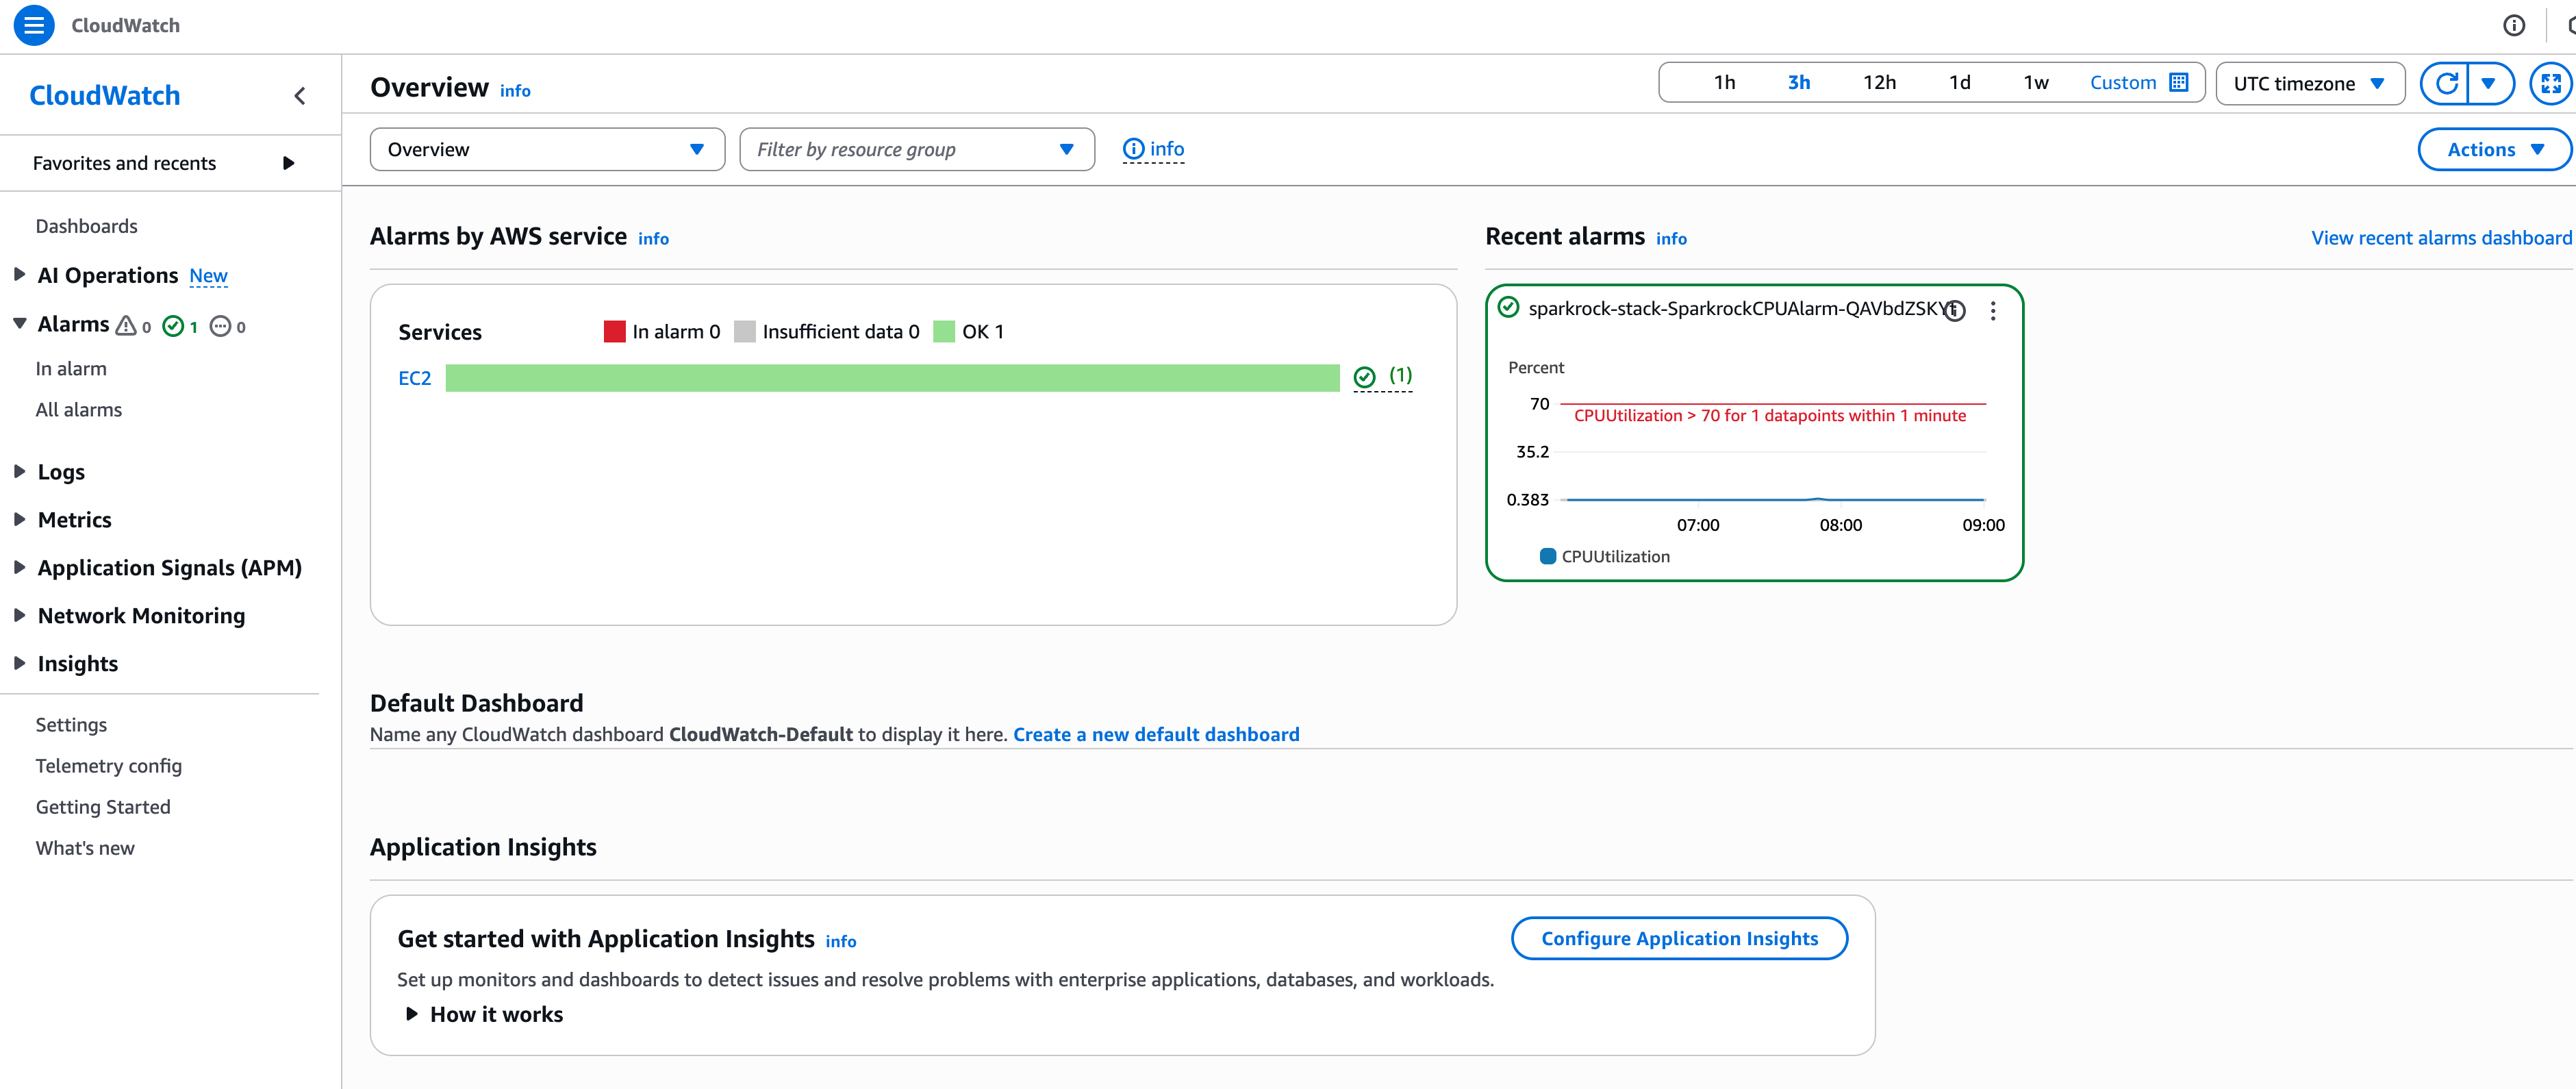 CloudWatch
CloudWatch
Favorites and recents
Dashboards
AI Operations New
Alarms 0 1 0
In alarm
All alarms
Logs
Metrics
Application Signals (APM)
Network Monitoring
Insights
Settings
Telemetry config
Getting Started
What's new
Overview info
1h 3h 12h 1d 1w Custom UTC timezone
Overview Filter by resource group info Actions
Alarms by AWS service info
Services In alarm 0 Insufficient data 0 OK 1
EC2 (1)
Recent alarms info View recent alarms dashboard
sparkrock-stack-SparkrockCPUAlarm-QAVbdZSKY
Percent
70
CPUUtilization > 70 for 1 datapoints within 1 minute
35.2
0.383
07:00 08:00 09:00
CPUUtilization
Default Dashboard
Name any CloudWatch dashboard CloudWatch-Default to display it here. Create a new default dashboard
Application Insights
Get started with Application Insights info Configure Application Insights
Set up monitors and dashboards to detect issues and resolve problems with enterprise applications, databases, and workloads.
How it works